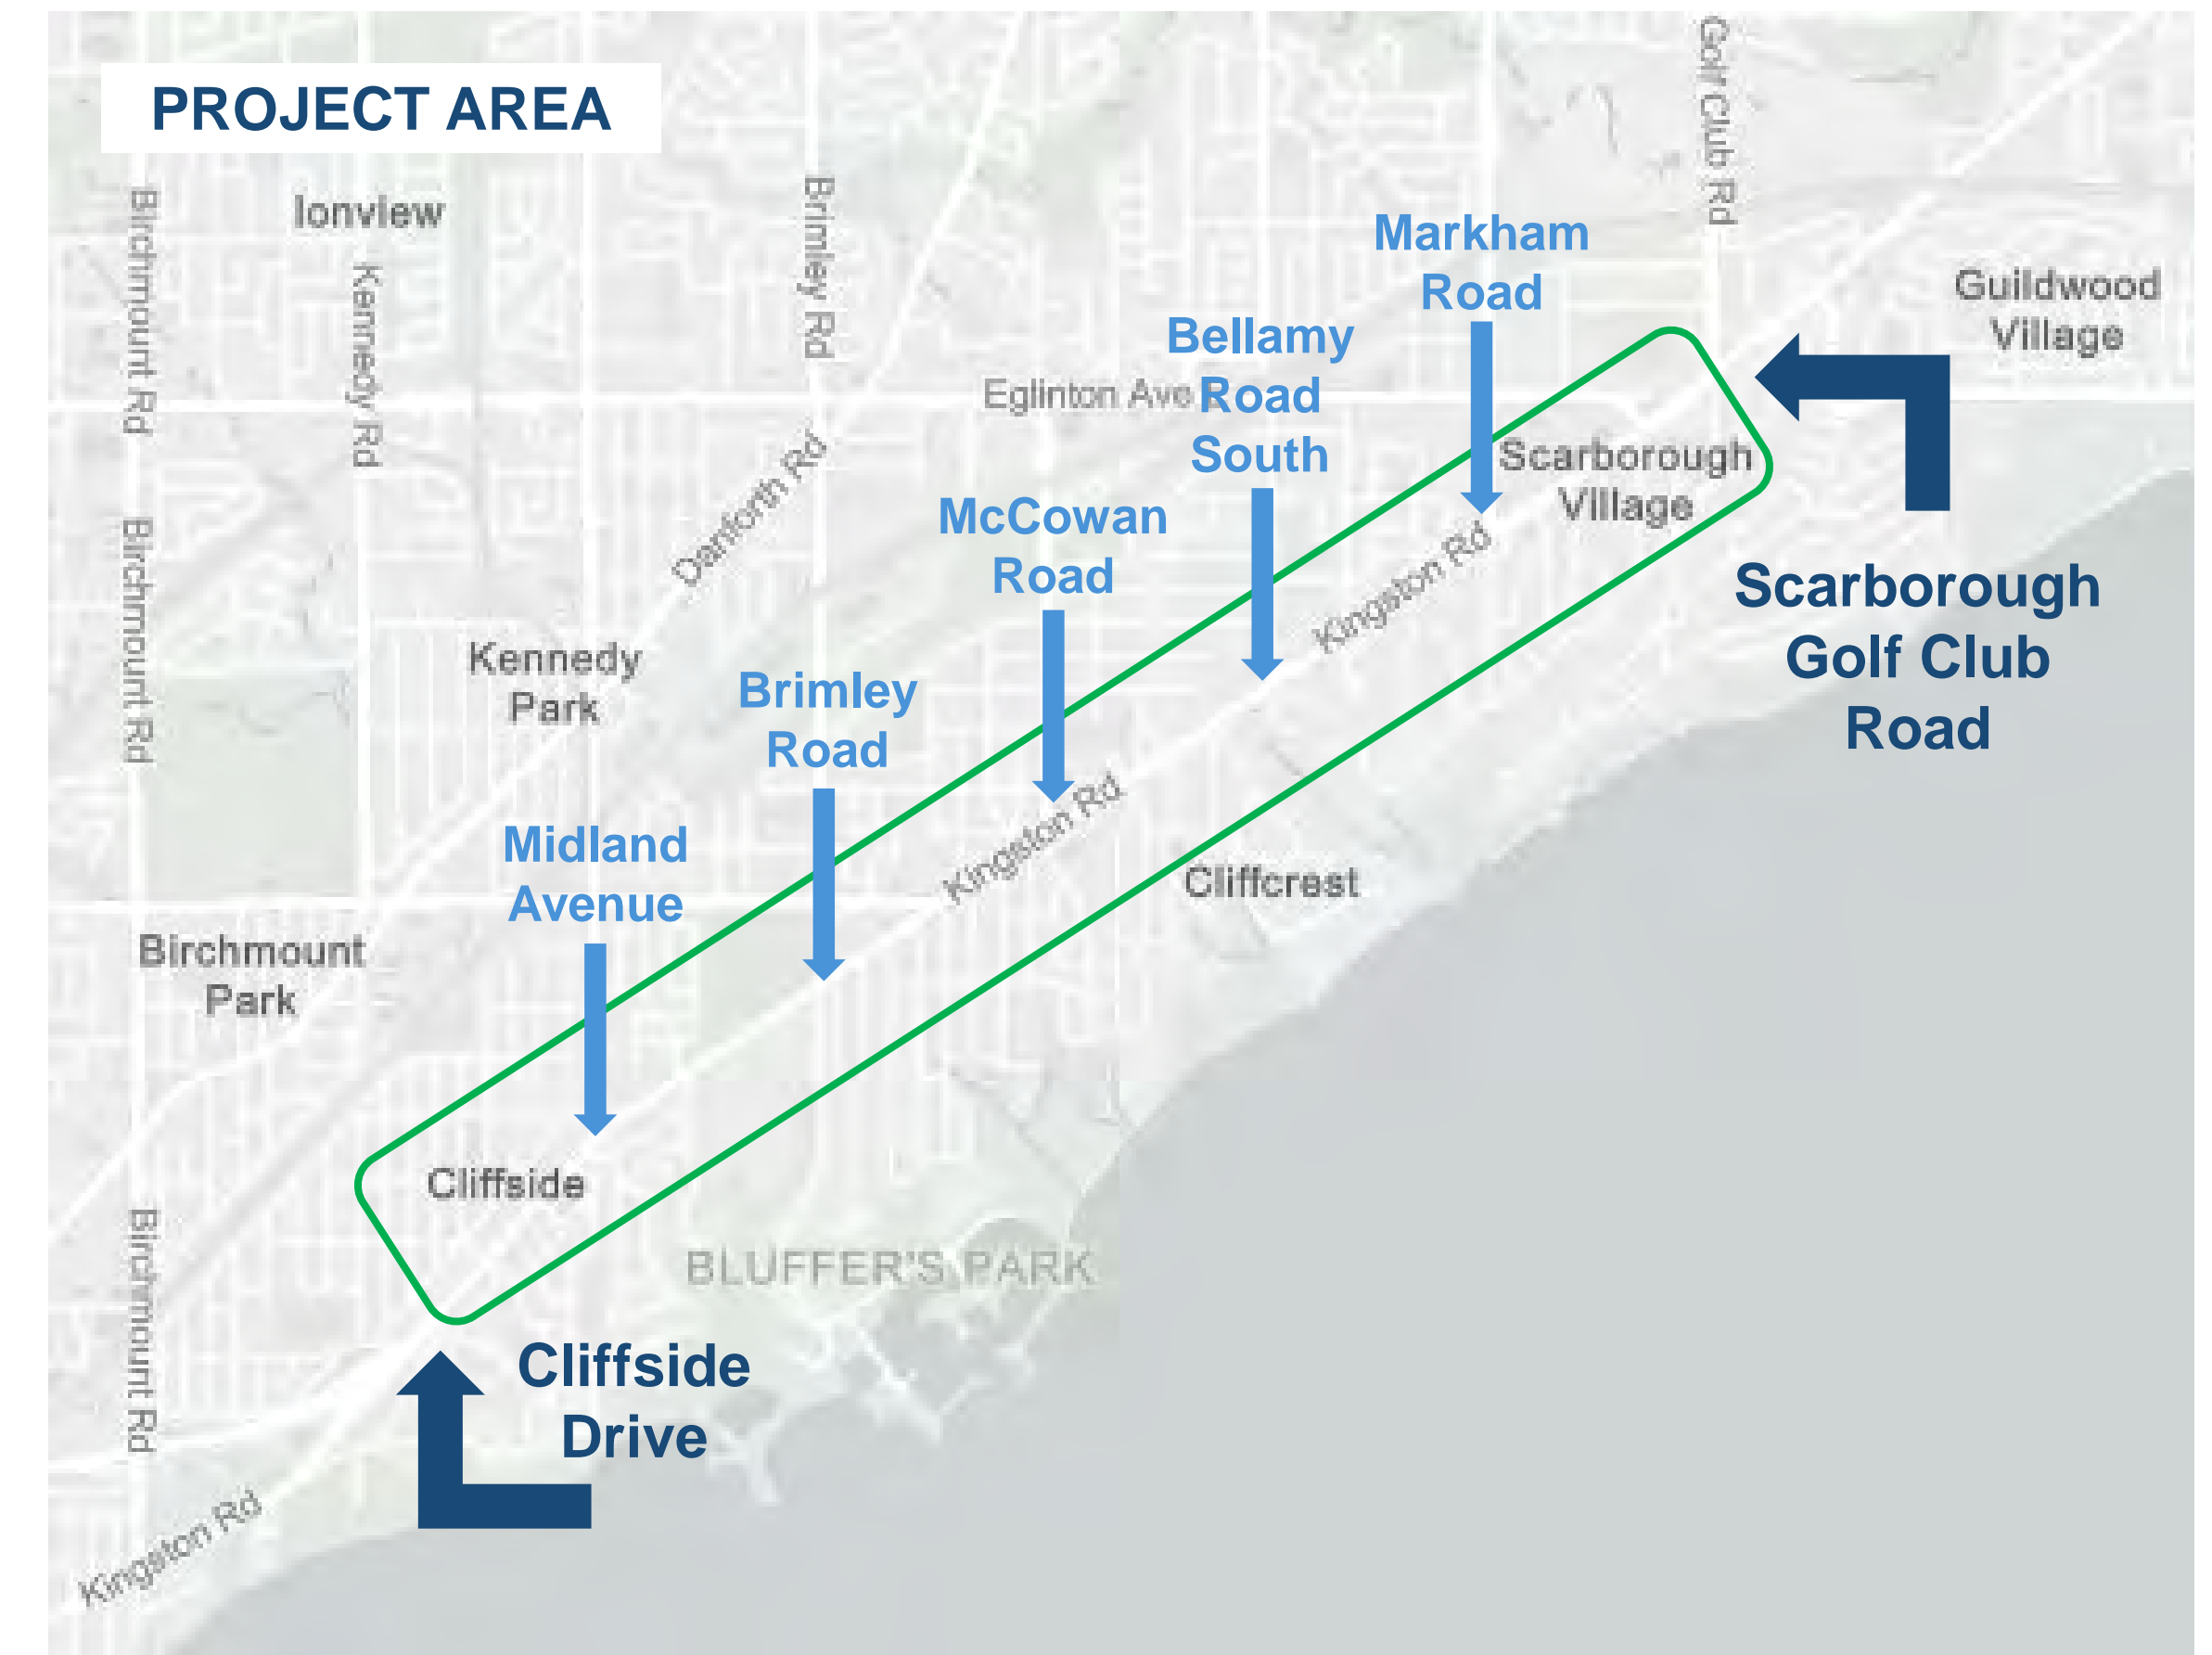 PROJECT AREA
Golf Club Rd
Birchmount Rd
Ionview
Kennedy Rd
Brimley Rd
Markham
Road
Guildwood
Village
Bellamy
Road
South
Eglinton Ave
Danforth Rd
Scarborough
Village
McCowan
Road
Kingston Rd
Birchmount Rd
Scarborough
Golf Club
Road
Kennedy
Park
Brimley
Road
Kingston Rd
Midland
Avenue
Cliffcrest
Birchmount
Park
Cliffside
BLUFFER'S PARK
Birchmount Rd
Cliffside
Drive
Kingston Rd